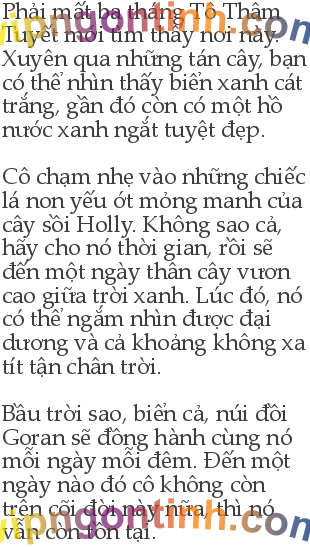 Phải mất ba tháng Tô Thẩm
Tuyết mới tìm thấy nơi này.
Xuyên qua những tán cây, bạn
có thể nhìn thấy biển xanh cát
trắng, gần đó còn có một hồ
nước xanh ngắt tuyệt đẹp.
Cô chạm nhẹ vào những chiếc
lá non yếu ớt mỏng manh của
cây sồi Holly. Không sao cả,
hãy cho nó thời gian, rồi sẽ
đến một ngày thân cây vươn
cao giữa trời xanh. Lúc đó, nó
có thể ngắm nhìn được đại
dương và cả khoảng không xa
tít tận chân trời.
Bầu trời sao, biển cả, núi đồi
Goran sẽ đồng hành cùng nó
mỗi ngày mỗi đêm. Đến một
ngày nào đó cô không còn
trên cõi đời này nữa, thì nó
vẫn còn tồn tại.
vipngontinh.com
vipngontinh.com